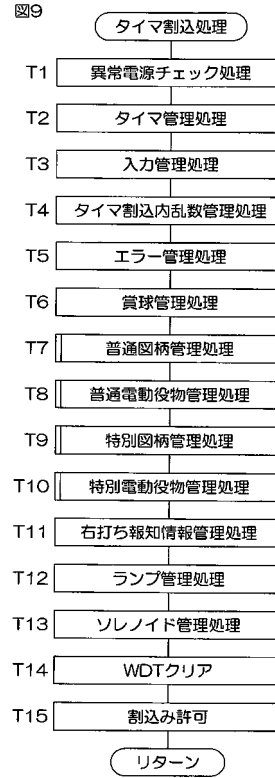 図9
タイマ割込処理
T1 異常電源チェック処理
T2 タイマ管理処理
T3 入力管理処理
T4 タイマ割込内乱数管理処理
T5 エラー管理処理
T6 賞球管理処理
T7 普通図柄管理処理
T8 普通電動役物管理処理
T9 特別図柄管理処理
T10 特別電動役物管理処理
T11 右打ち報知情報管理処理
T12 ランプ管理処理
T13 ソレノイド管理処理
T14 WDTクリア
T15 割込み許可
リターン